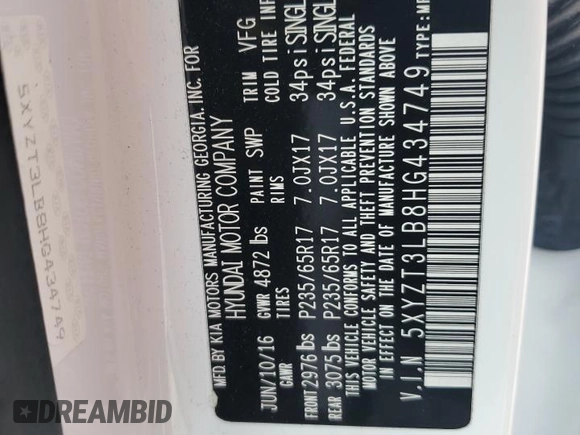 MFD. BY KIA MOTORS MANUFACTURING GEORGIA, INC. FOR
HYUNDAI MOTOR COMPANY
JUN/10/16 GVWR 4872 lbs PAINT SWP TRIM VFG
GAWR TIRES RIMS COLD TIRE INF
FRONT 2976 lbs P235/65R17 7.0JX17 34psi SINGL
REAR 3075 lbs P235/65R17 7.0JX17 34psi SINGL
THIS VEHICLE CONFORMS TO ALL APPLICABLE U.S.A. FEDERAL
MOTOR VEHICLE SAFETY AND THEFT PREVENTION STANDARDS
IN EFFECT ON THE DATE OF MANUFACTURE SHOWN ABOVE
V.I.N 5XYZT3LB8HG434749 TYPE:MP
5XYZT3LB8HG434749
DREAMBID